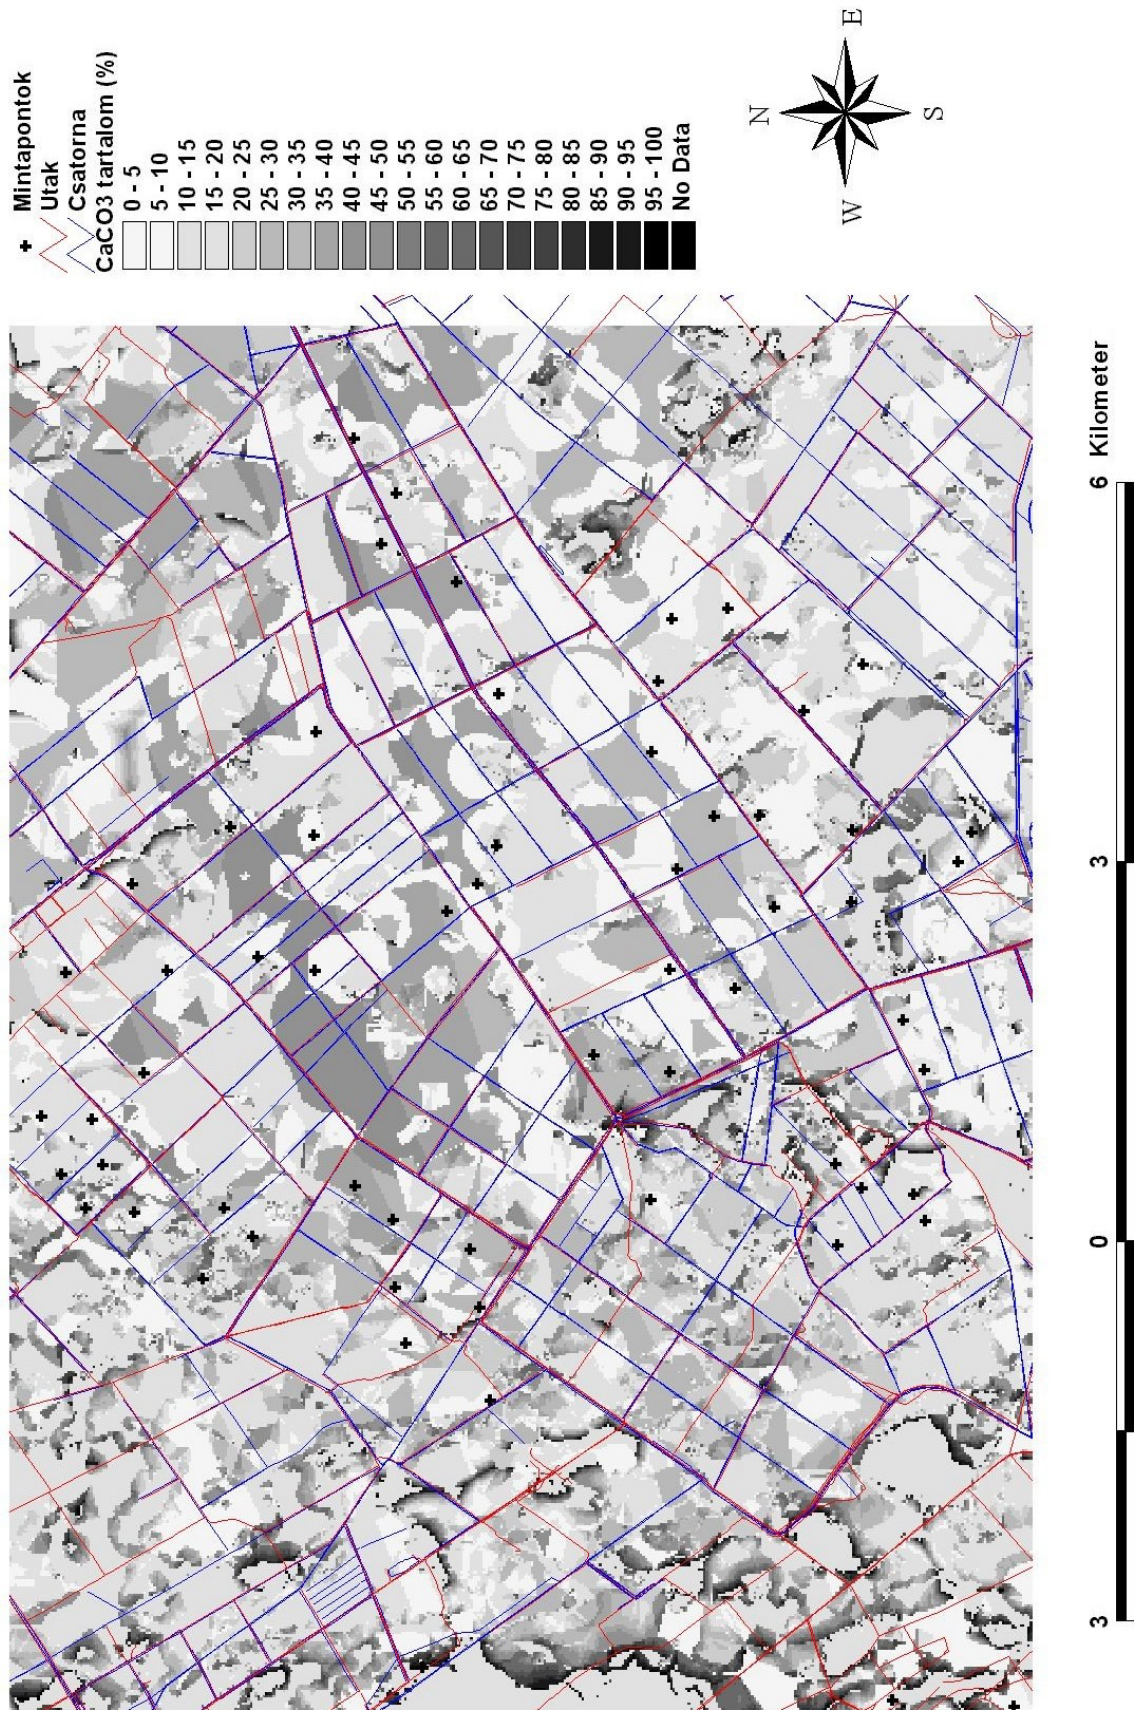 Mintapontok
Utak
Csatorna
CaCO3 tartalom (%)
0 - 5
5 - 10
10 - 15
15 - 20
20 - 25
25 - 30
30 - 35
35 - 40
40 - 45
45 - 50
50 - 55
55 - 60
60 - 65
65 - 70
70 - 75
75 - 80
80 - 85
85 - 90
90 - 95
95 - 100
No Data
N
W
E
S
3
0
3
6 Kilometer